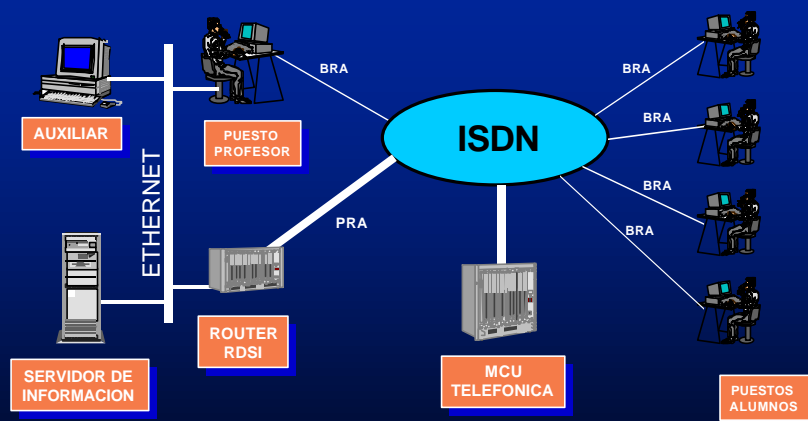 BRA
AUXILIAR
PUESTO
PROFESOR
ETHERNET
ISDN
BRA
BRA
BRA
BRA
PRA
ROUTER
RDSI
SERVIDOR DE
INFORMACION
MCU
TELEFONICA
PUESTOS
ALUMNOS